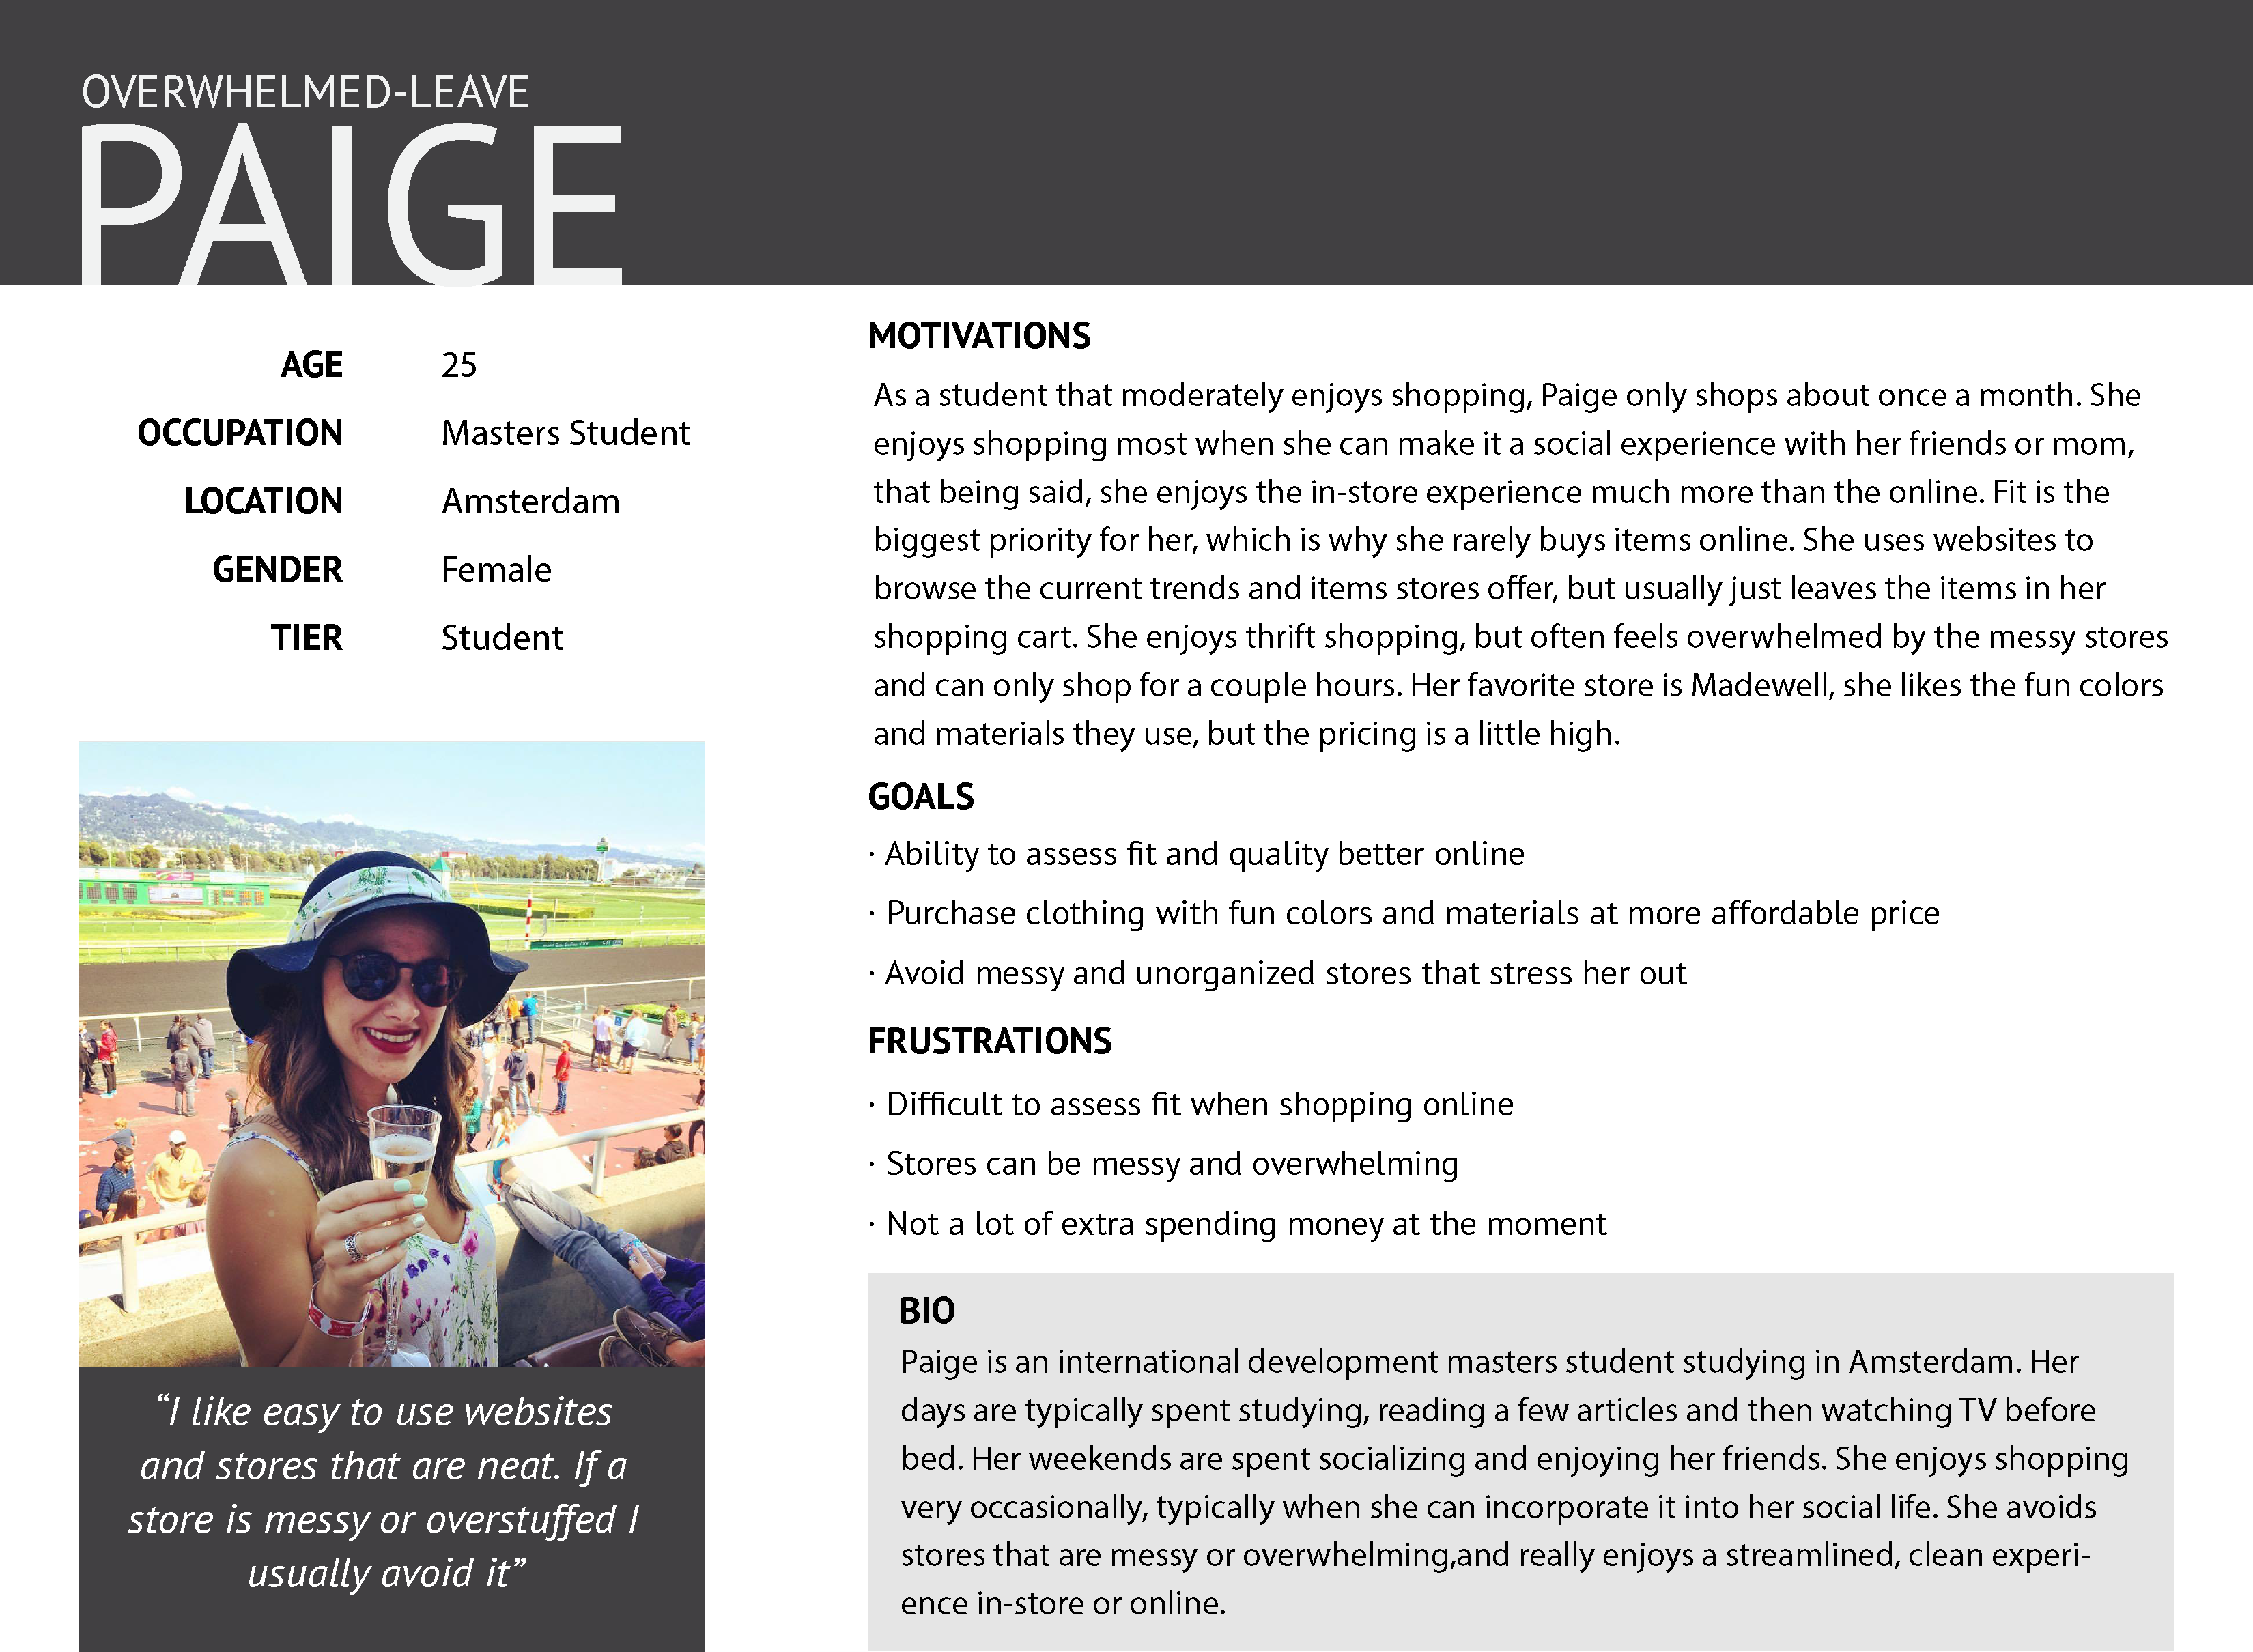 OVERWHELMED-LEAVE
PAIGE
AGE 25
OCCUPATION Masters Student
LOCATION Amsterdam
GENDER Female
TIER Student
“I like easy to use websites
and stores that are neat. If a
store is messy or overstuffed I
usually avoid it”
MOTIVATIONS
As a student that moderately enjoys shopping, Paige only shops about once a month. She
enjoys shopping most when she can make it a social experience with her friends or mom,
that being said, she enjoys the in-store experience much more than the online. Fit is the
biggest priority for her, which is why she rarely buys items online. She uses websites to
browse the current trends and items stores offer, but usually just leaves the items in her
shopping cart. She enjoys thrift shopping, but often feels overwhelmed by the messy stores
and can only shop for a couple hours. Her favorite store is Madewell, she likes the fun colors
and materials they use, but the pricing is a little high.
GOALS
· Ability to assess fit and quality better online
· Purchase clothing with fun colors and materials at more affordable price
· Avoid messy and unorganized stores that stress her out
FRUSTRATIONS
· Difficult to assess fit when shopping online
· Stores can be messy and overwhelming
· Not a lot of extra spending money at the moment
BIO
Paige is an international development masters student studying in Amsterdam. Her
days are typically spent studying, reading a few articles and then watching TV before
bed. Her weekends are spent socializing and enjoying her friends. She enjoys shopping
very occasionally, typically when she can incorporate it into her social life. She avoids
stores that are messy or overwhelming,and really enjoys a streamlined, clean experi-
ence in-store or online.